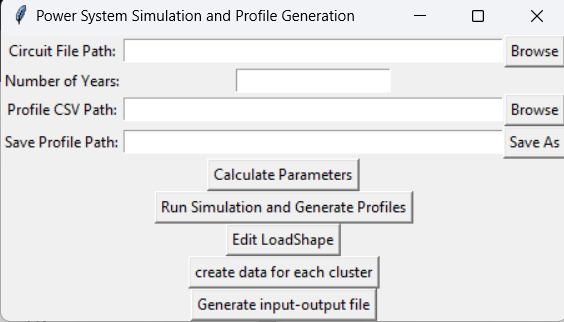 Power System Simulation and Profile Generation
Circuit File Path: Browse
Number of Years:
Profile CSV Path: Browse
Save Profile Path: Save As
Calculate Parameters
Run Simulation and Generate Profiles
Edit LoadShape
create data for each cluster
Generate input-output file